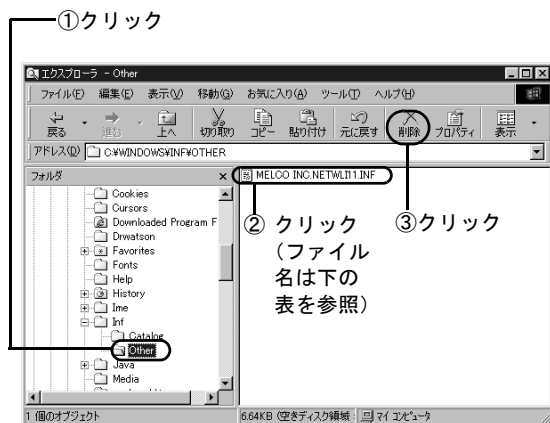 ①クリック
エクスプローラ - Other
ファイル(F) 編集(E) 表示(V) 移動(G) お気に入り(A) ツール(T) ヘルプ(H)
戻る 進む 上へ 切り取り コピー 貼り付け 元に戻す 削除 プロパティ 表示
アドレス(D) C:¥WINDOWS¥INF¥OTHER
フォルダ
Cookies
Cursors
Downloaded Program F
Drwatson
Favorites
Fonts
Help
History
Ime
Inf
Catalog
Other
Java
Media
MELCO INC.NETWLI11.INF
② クリック
(ファイル
名は下の
表を参照)
③クリック
1 個のオブジェクト
6.64KB (空きディスク領域:
マイ コンピュータ